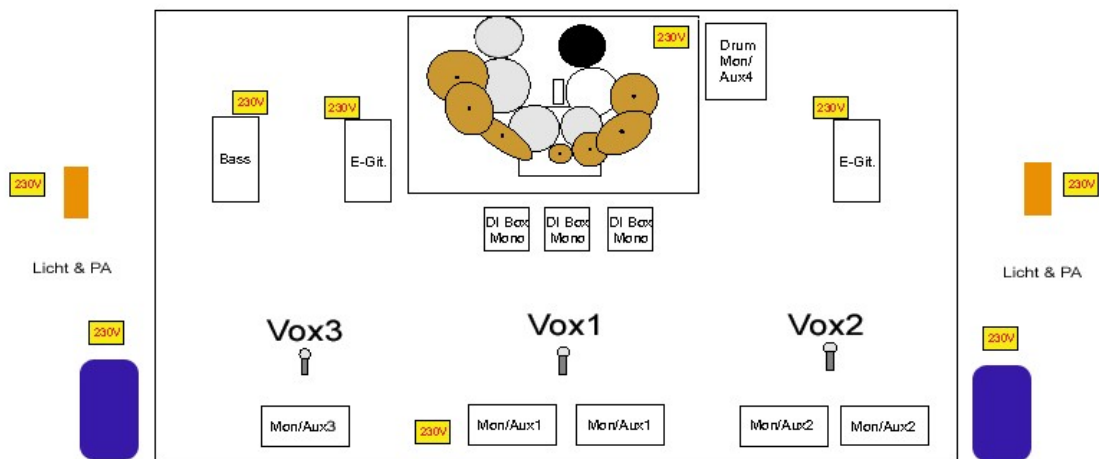 230V
Drum
Mon/
Aux4
230V
230V
230V
Bass
E-Git.
E-Git.
230V
230V
DI Box
Mono
DI Box
Mono
DI Box
Mono
Licht & PA
Licht & PA
Vox3
Vox1
Vox2
230V
230V
Mon/Aux3
230V
Mon/Aux1
Mon/Aux1
Mon/Aux2
Mon/Aux2